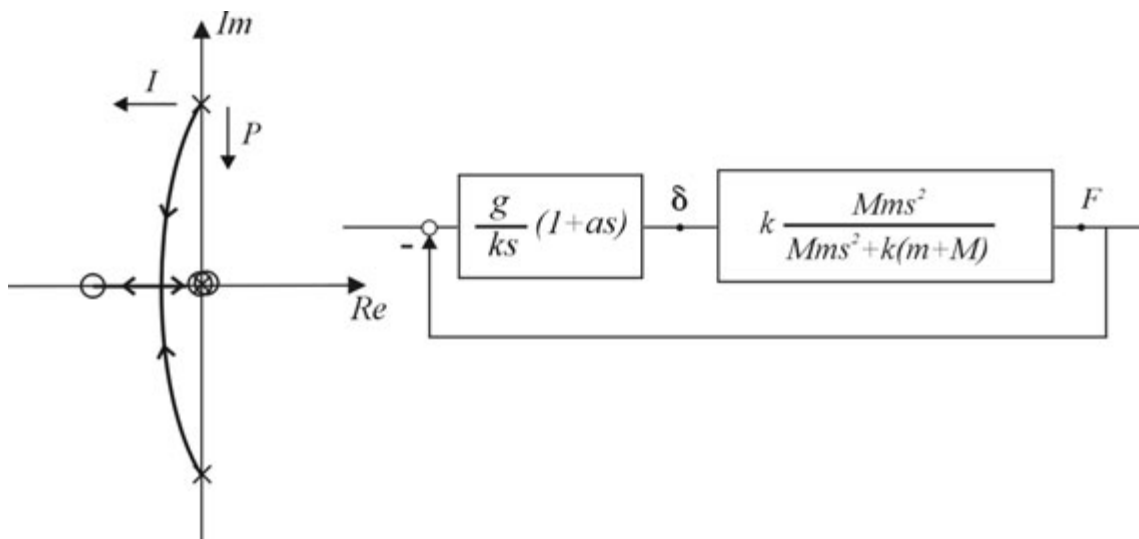 Im
I
P
Re
g/ks (1+as)
δ
k Mms²/Mms²+k(m+M)
F
-